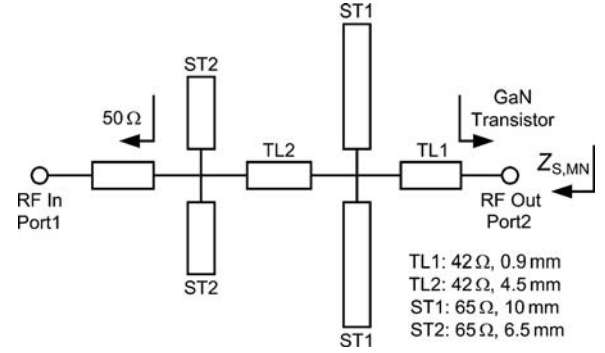 ST1
ST2
GaN
Transistor
50 Ω
TL2
TL1
Z_S,MN
RF In
Port1
RF Out
Port2
ST2
ST1
TL1: 42 Ω, 0.9 mm
TL2: 42 Ω, 4.5 mm
ST1: 65 Ω, 10 mm
ST2: 65 Ω, 6.5 mm